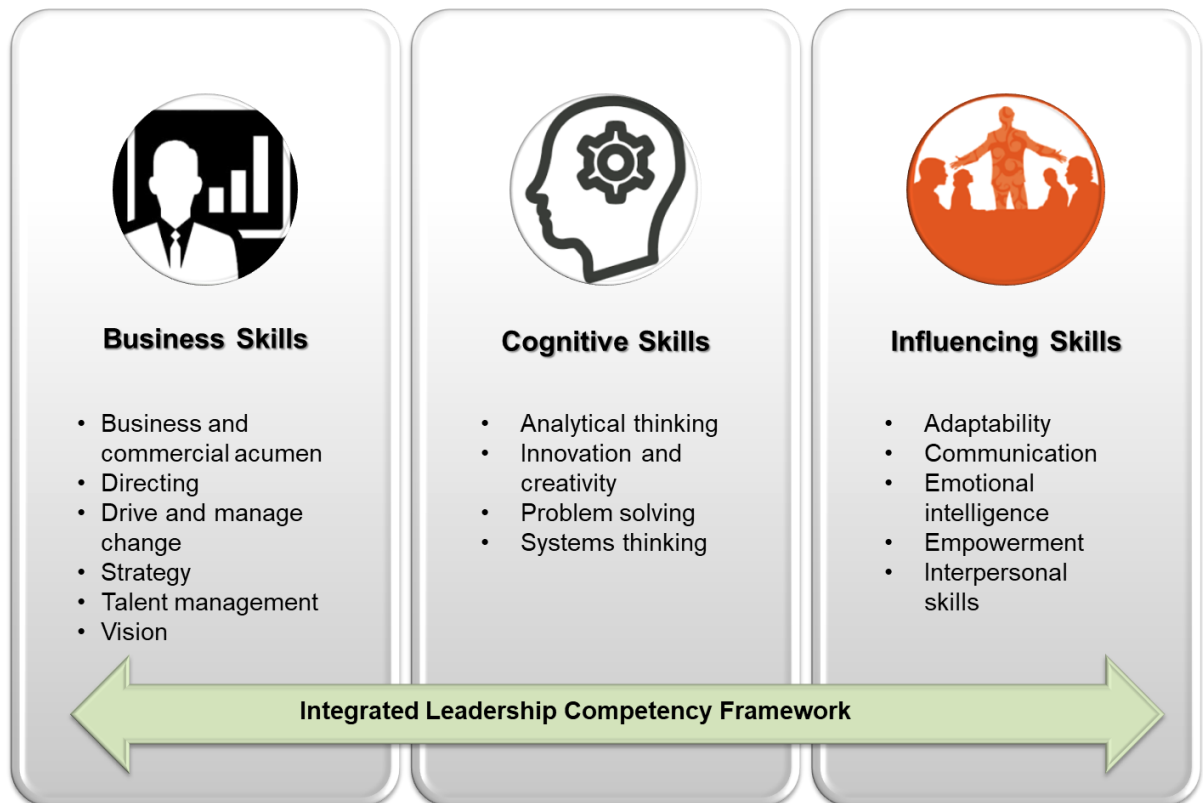 Business Skills
• Business and
commercial acumen
• Directing
• Drive and manage
change
• Strategy
• Talent management
• Vision
Cognitive Skills
• Analytical thinking
• Innovation and
creativity
• Problem solving
• Systems thinking
Influencing Skills
• Adaptability
• Communication
• Emotional
intelligence
• Empowerment
• Interpersonal
skills
Integrated Leadership Competency Framework